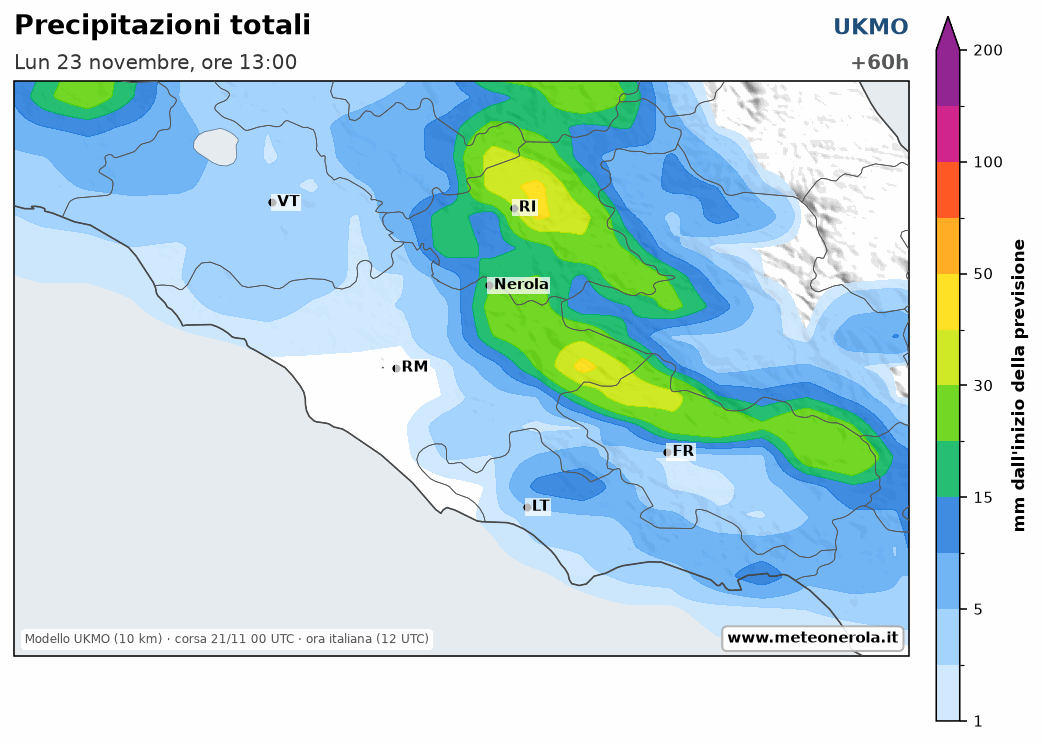 Precipitazioni totali
UKMO
Lun 23 novembre, ore 13:00
+60h
200
100
50
30
15
5
1
mm dall'inizio della previsione
VT
RI
Nerola
RM
FR
LT
Modello UKMO (10 km) · corsa 21/11 00 UTC · ora italiana (12 UTC)
www.meteonerola.it